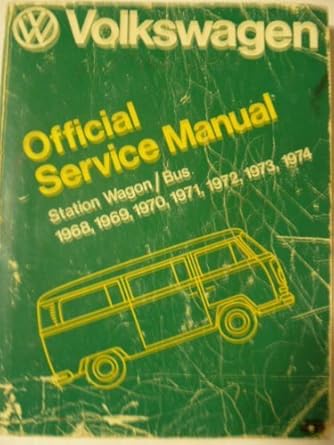 Volkswagen
Official
Service Manual
Station Wagon/Bus
1968, 1969, 1970, 1971, 1972, 1973, 1974